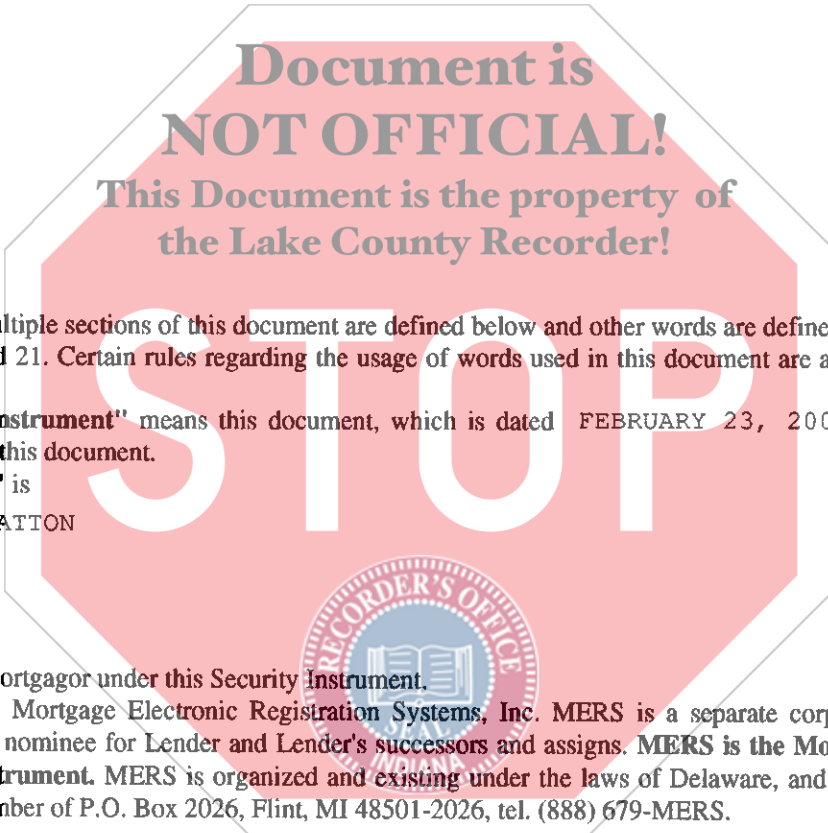 Document is
NOT OFFICIAL!
This Document is the property of
the Lake County Recorder!
STOP
ltiple sections of this document are defined below and other words are define
d 21. Certain rules regarding the usage of words used in this document are a
nstrument" means this document, which is dated FEBRUARY 23, 200
this document.
" is
ATTON
RECORDER'S OFFICE
SEAL
INDIANA
ortgagor under this Security Instrument.
Mortgage Electronic Registration Systems, Inc. MERS is a separate corp
nominee for Lender and Lender's successors and assigns. MERS is the Mo
trument. MERS is organized and existing under the laws of Delaware, and
nber of P.O. Box 2026, Flint, MI 48501-2026, tel. (888) 679-MERS.